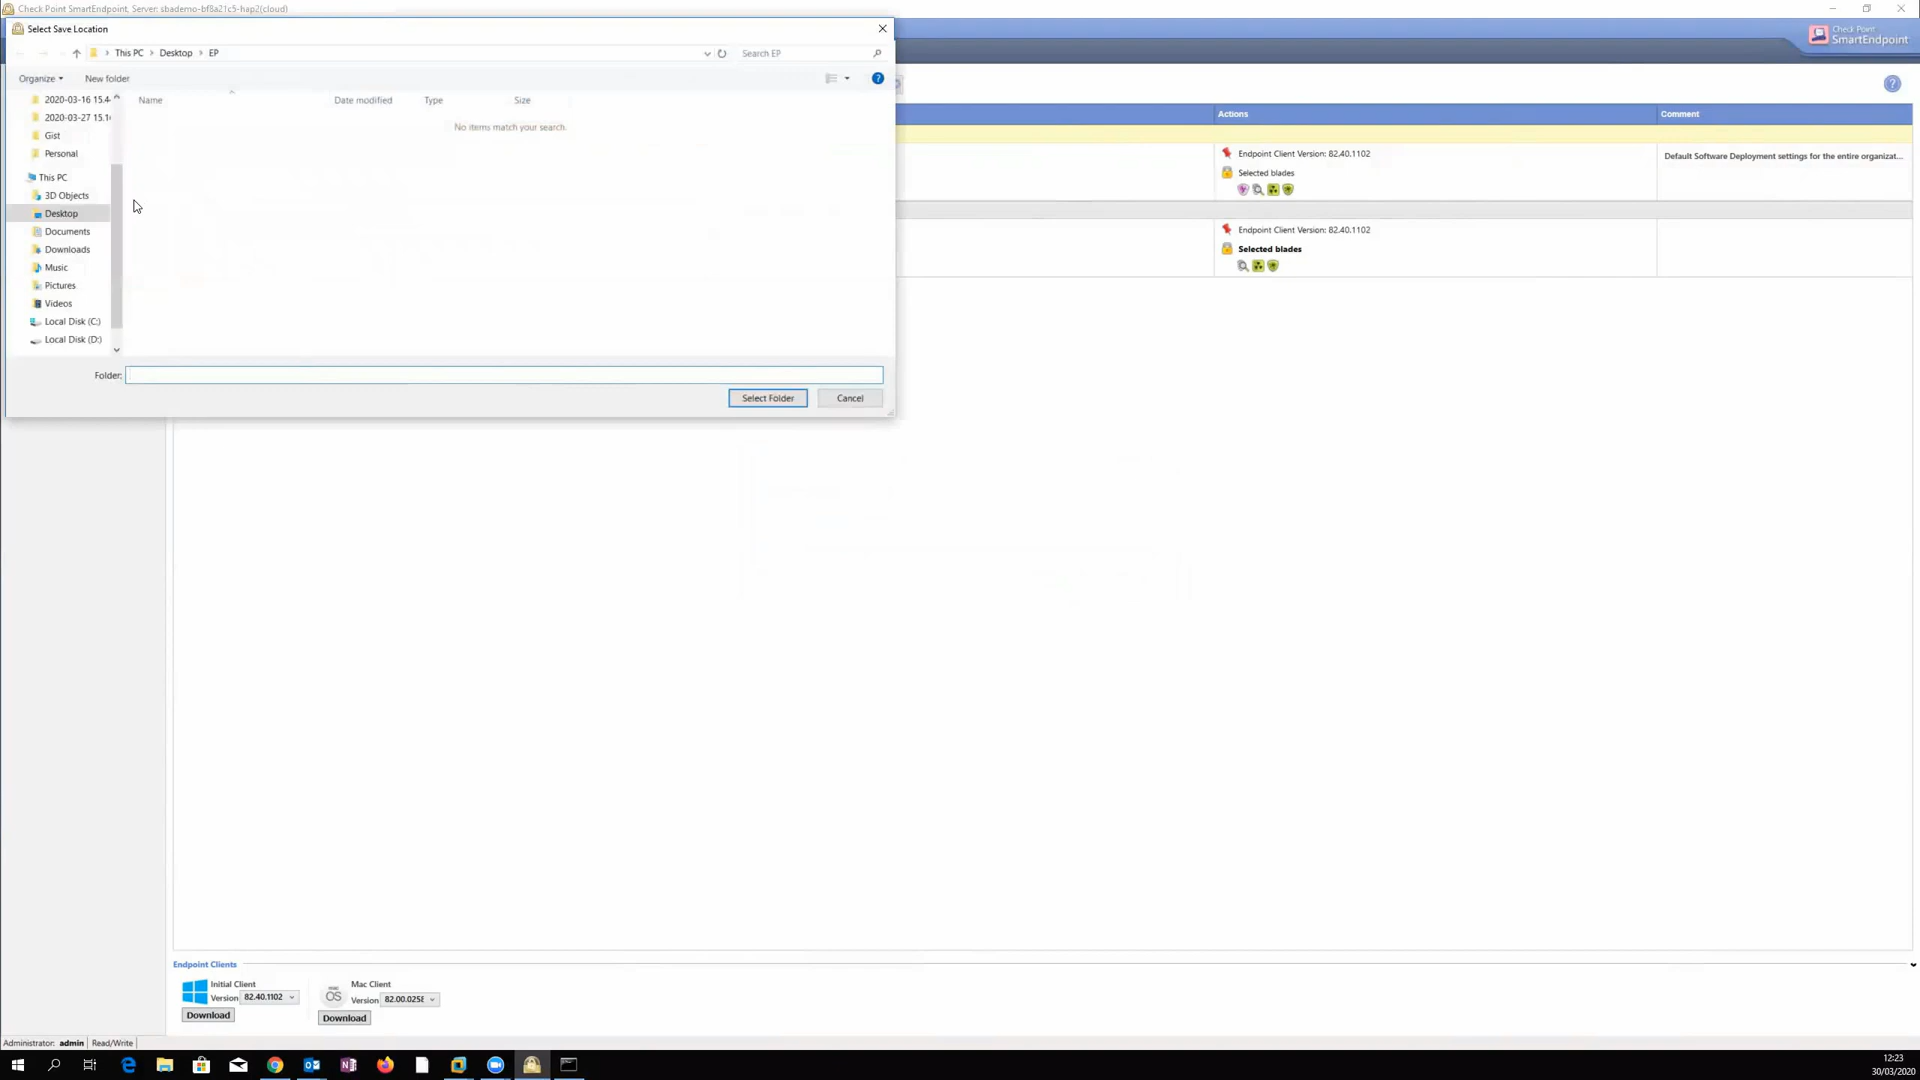 Check Point SmartEndpoint, Server: sbademo-bf8a21c5-hap2(cloud)
Select Save Location
This PC > Desktop > EP
Search EP
Organize
New folder
Check Point
SmartEndpoint
Name
Date modified
Type
Size
No items match your search.
2020-03-16 15.4
2020-03-27 15.1
Gist
Personal
This PC
3D Objects
Desktop
Documents
Downloads
Music
Pictures
Videos
Local Disk (C:)
Local Disk (D:)
Folder:
Select Folder
Cancel
Actions
Comment
Endpoint Client Version: 82.40.1102
Default Software Deployment settings for the entire organizat...
Selected blades
Endpoint Client Version: 82.40.1102
Selected blades
Endpoint Clients
Initial Client
Version 82.40.1102
Download
Mac Client
Version 82.00.025
Download
Administrator: admin
Read/Write
12:23
30/03/2020